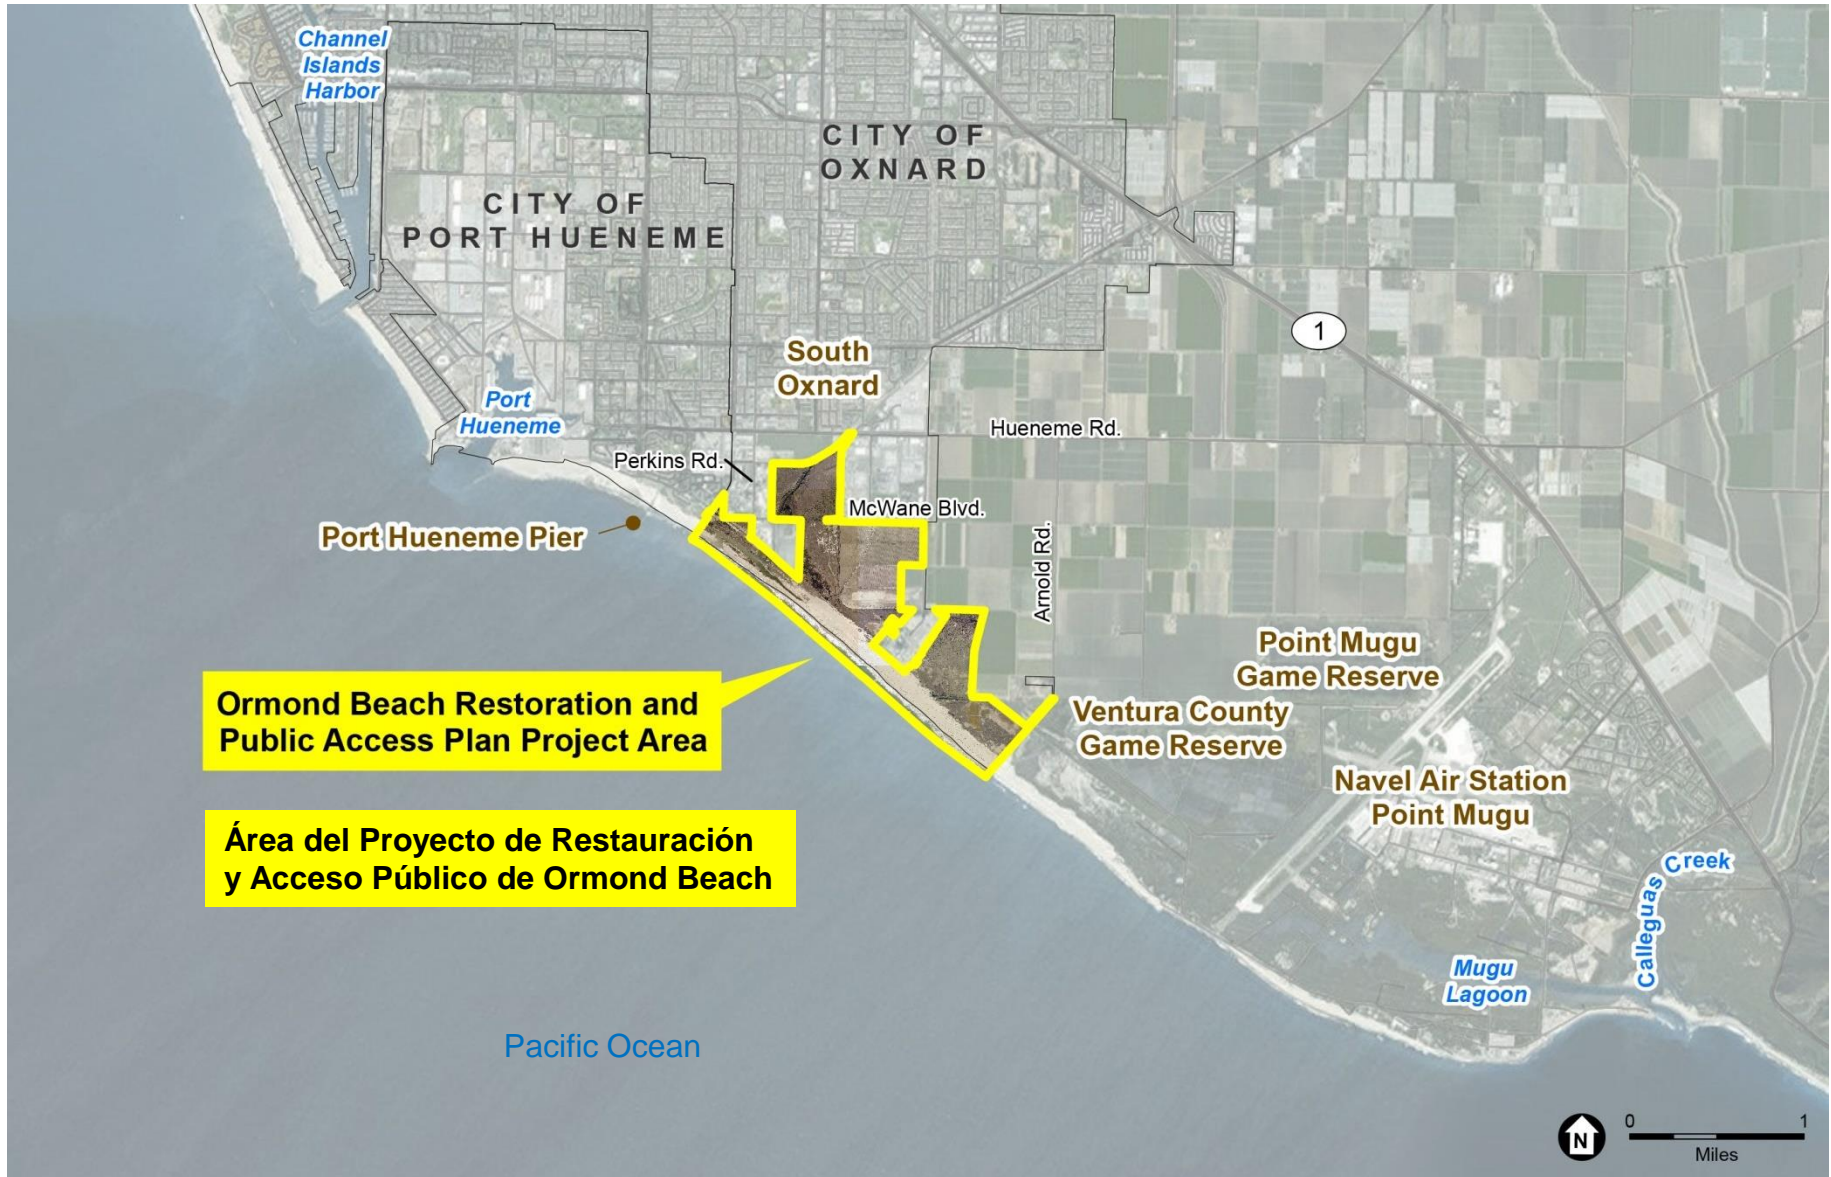 Channel
Islands
Harbor
CITY OF
OXNARD
CITY OF
PORT HUENEME
1
South
Oxnard
Port
Hueneme
Hueneme Rd.
Perkins Rd.
McWane Blvd.
Port Hueneme Pier
Arnold Rd.
Point Mugu
Game Reserve
Ormond Beach Restoration and
Public Access Plan Project Area
Ventura County
Game Reserve
Navel Air Station
Point Mugu
Área del Proyecto de Restauración
y Acceso Público de Ormond Beach
Calleguas Creek
Mugu
Lagoon
Pacific Ocean
N
0 1
Miles